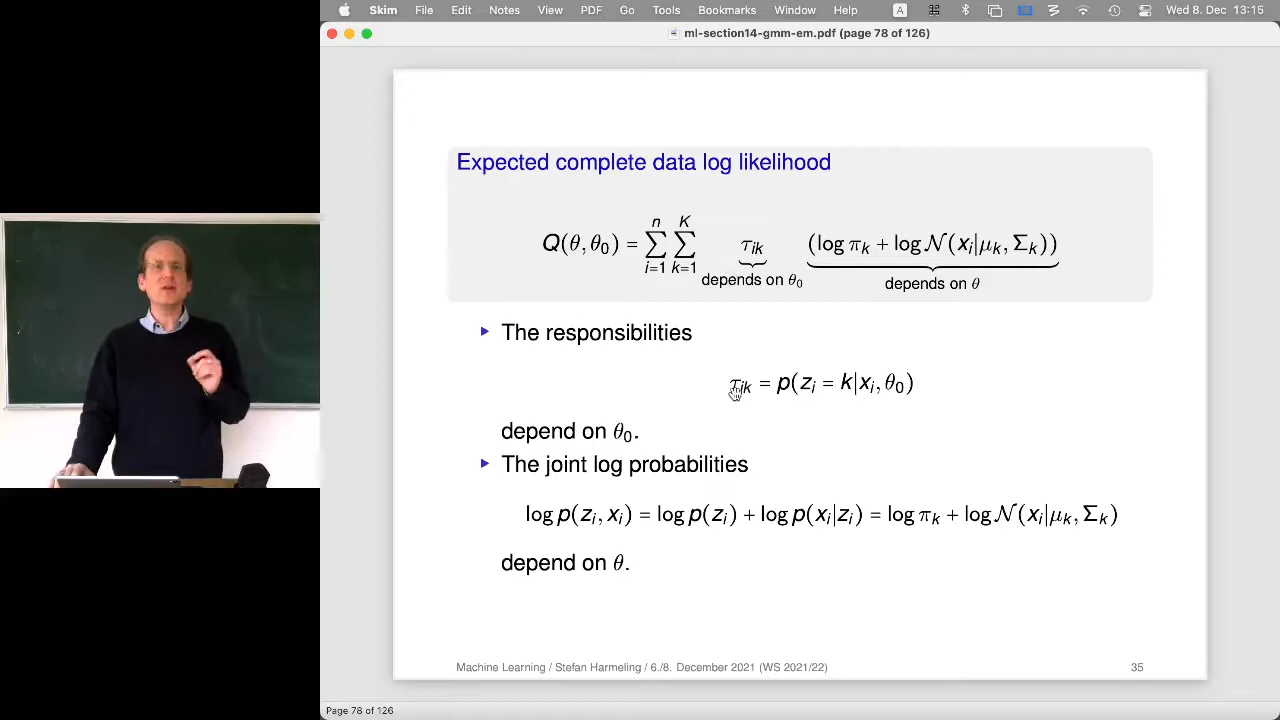 Skim File Edit Notes View PDF Go Tools Bookmarks Window Help A Wed 8. Dec 13:15
ml-section14-gmm-em.pdf (page 78 of 126)
Expected complete data log likelihood
Q(θ, θ₀) = ∑ᵢ₌₁ⁿ ∑ₖ₌₁ᴷ τᵢₖ (log πₖ + log 𝒩(xᵢ|μₖ, Σₖ))
depends on θ₀ depends on θ
▸ The responsibilities
τᵢₖ = p(zᵢ = k|xᵢ, θ₀)
depend on θ₀.
▸ The joint log probabilities
log p(zᵢ, xᵢ) = log p(zᵢ) + log p(xᵢ|zᵢ) = log πₖ + log 𝒩(xᵢ|μₖ, Σₖ)
depend on θ.
Machine Learning / Stefan Harmeling / 6./8. December 2021 (WS 2021/22) 35
Page 78 of 126